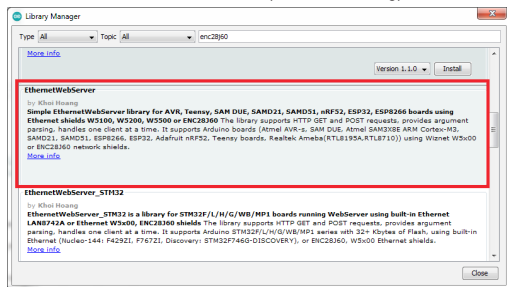 Library Manager
Type All Topic All enc28j60
More info
Version 1.1.0 Install
EthernetWebServer
by Khoi Hoang
Simple EthernetWebServer library for AVR, Teensy, SAM DUE, SAMD21, SAMD51, nRF52, ESP32, ESP8266 boards using
Ethernet shields W5100, W5200, W5500 or ENC28J60 The library supports HTTP GET and POST requests, provides argument
parsing, handles one client at a time. It supports Arduino boards (Atmel AVR-s, SAM DUE, Atmel SAM3X8E ARM Cortex-M3,
SAMD21, SAMD51, ESP8266, ESP32, Adafruit nRF52, Teensy boards, Realtek Ameba(RTL8195A,RTL8710)) using Wiznet W5x00
or ENC28J60 network shields.
More info
EthernetWebServer_STM32
by Khoi Hoang
EthernetWebServer_STM32 is a library for STM32F/L/H/G/WB/MP1 boards running WebServer using built-in Ethernet
LAN8742A or Ethernet W5x00, ENC28J60 shields The library supports HTTP GET and POST requests, provides argument
parsing, handles one client at a time. It supports Arduino STM32F/L/H/G/WB/MP1 series with 32+ Kbytes of Flash, using built-in
Ethernet (Nucleo-144: F429ZI, F767ZI, Discovery: STM32F746G-DISCOVERY), or ENC28J60, W5x00 Ethernet shields.
More info
Close